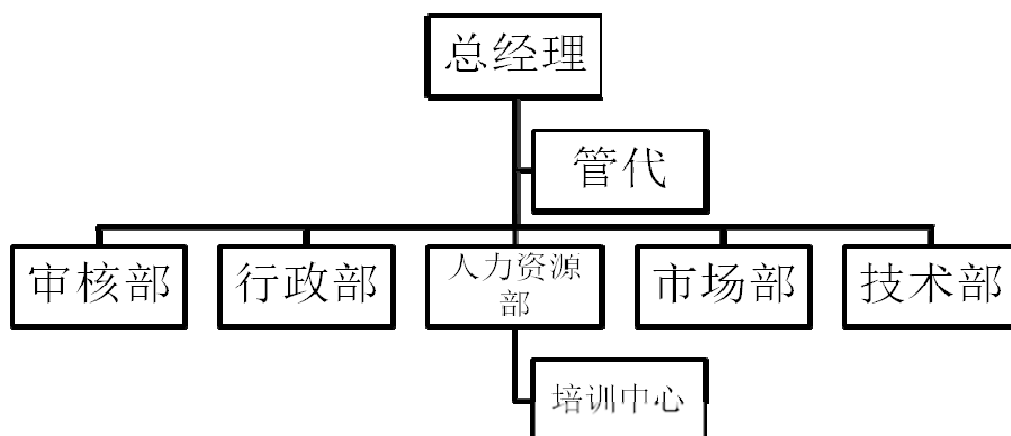 总经理
管代
审核部
行政部
人力资源
部
市场部
技术部
培训中心